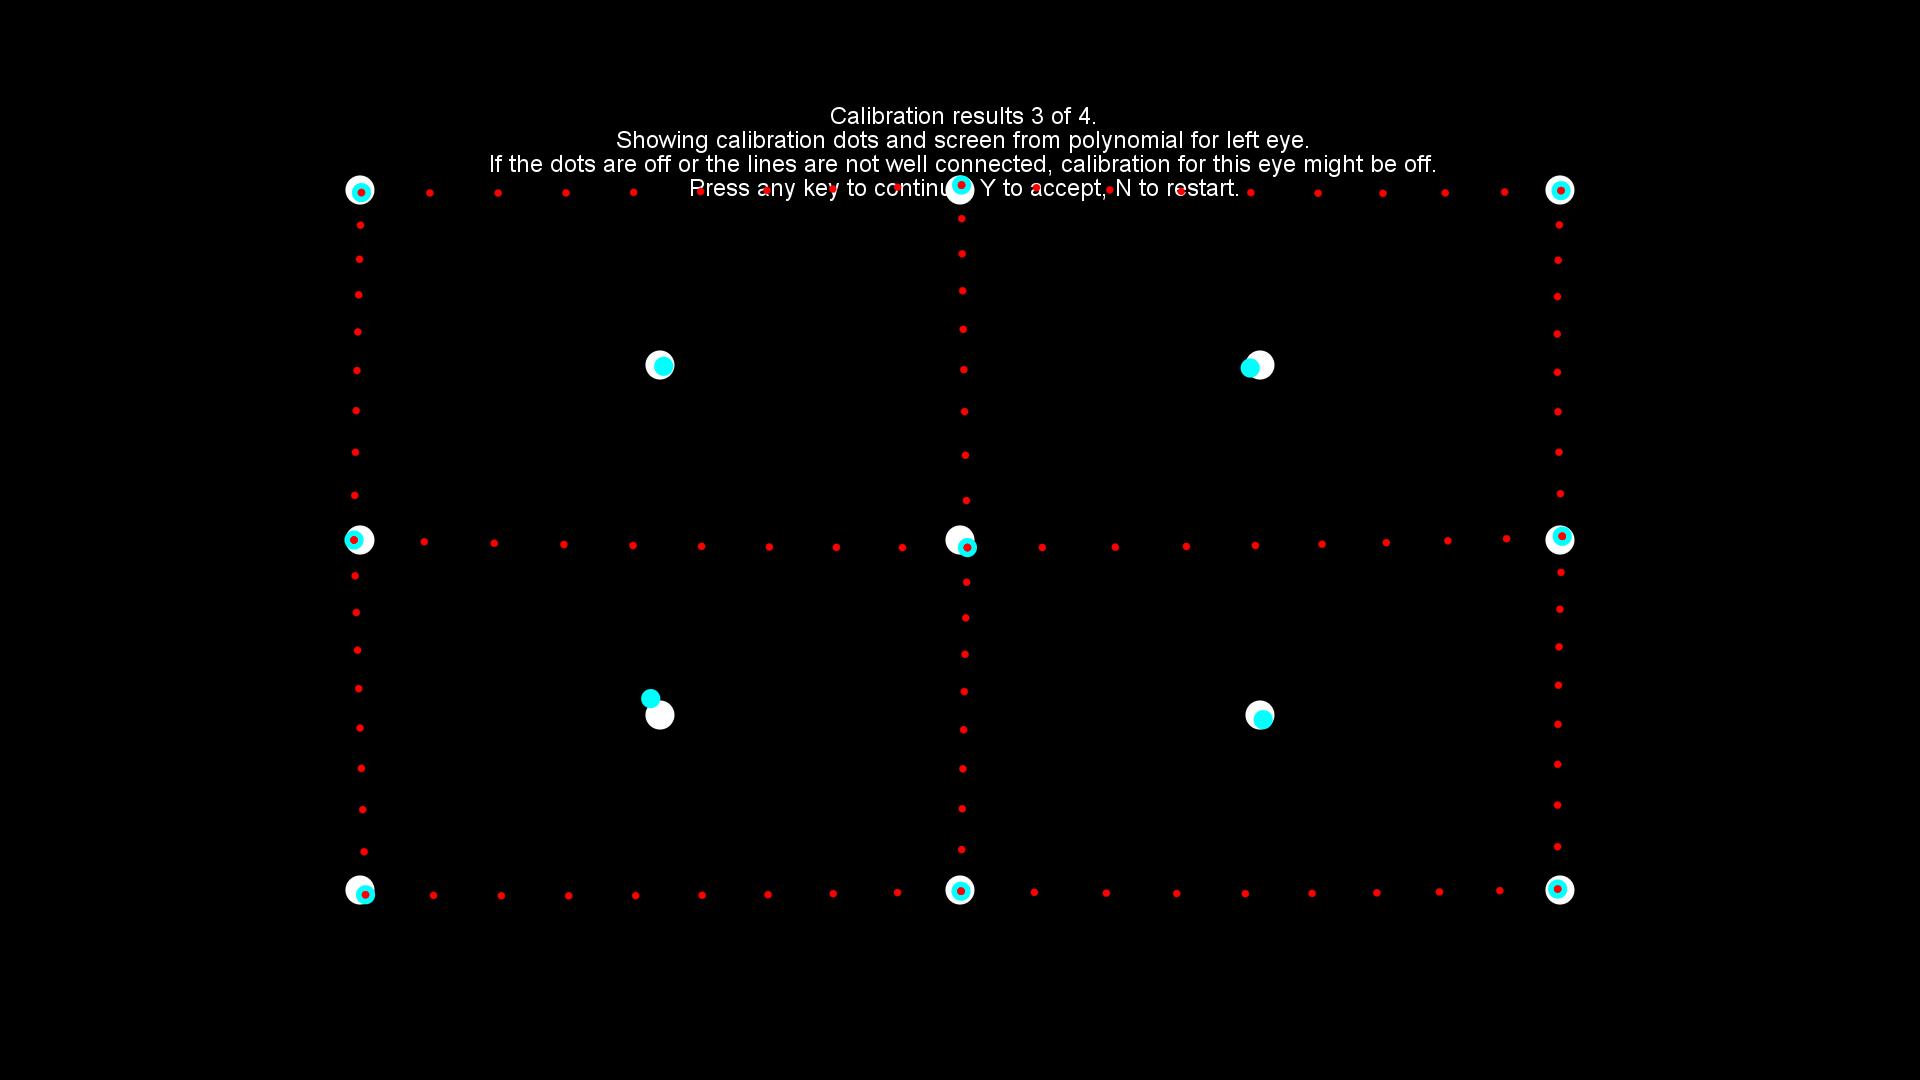 Calibration results 3 of 4.
Showing calibration dots and screen from polynomial for left eye.
If the dots are off or the lines are not well connected, calibration for this eye might be off.
Press any key to continue, Y to accept, N to restart.